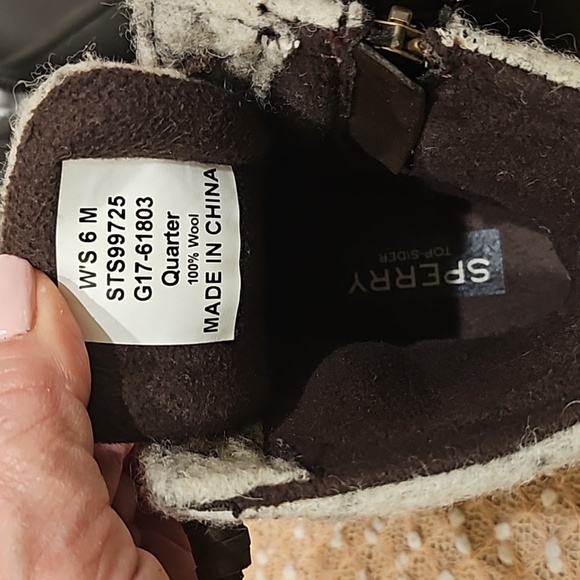 W'S 6 M
STS99725
G17-61803
Quarter
100% Wool
MADE IN CHINA
SPERRY
TOP-SIDER